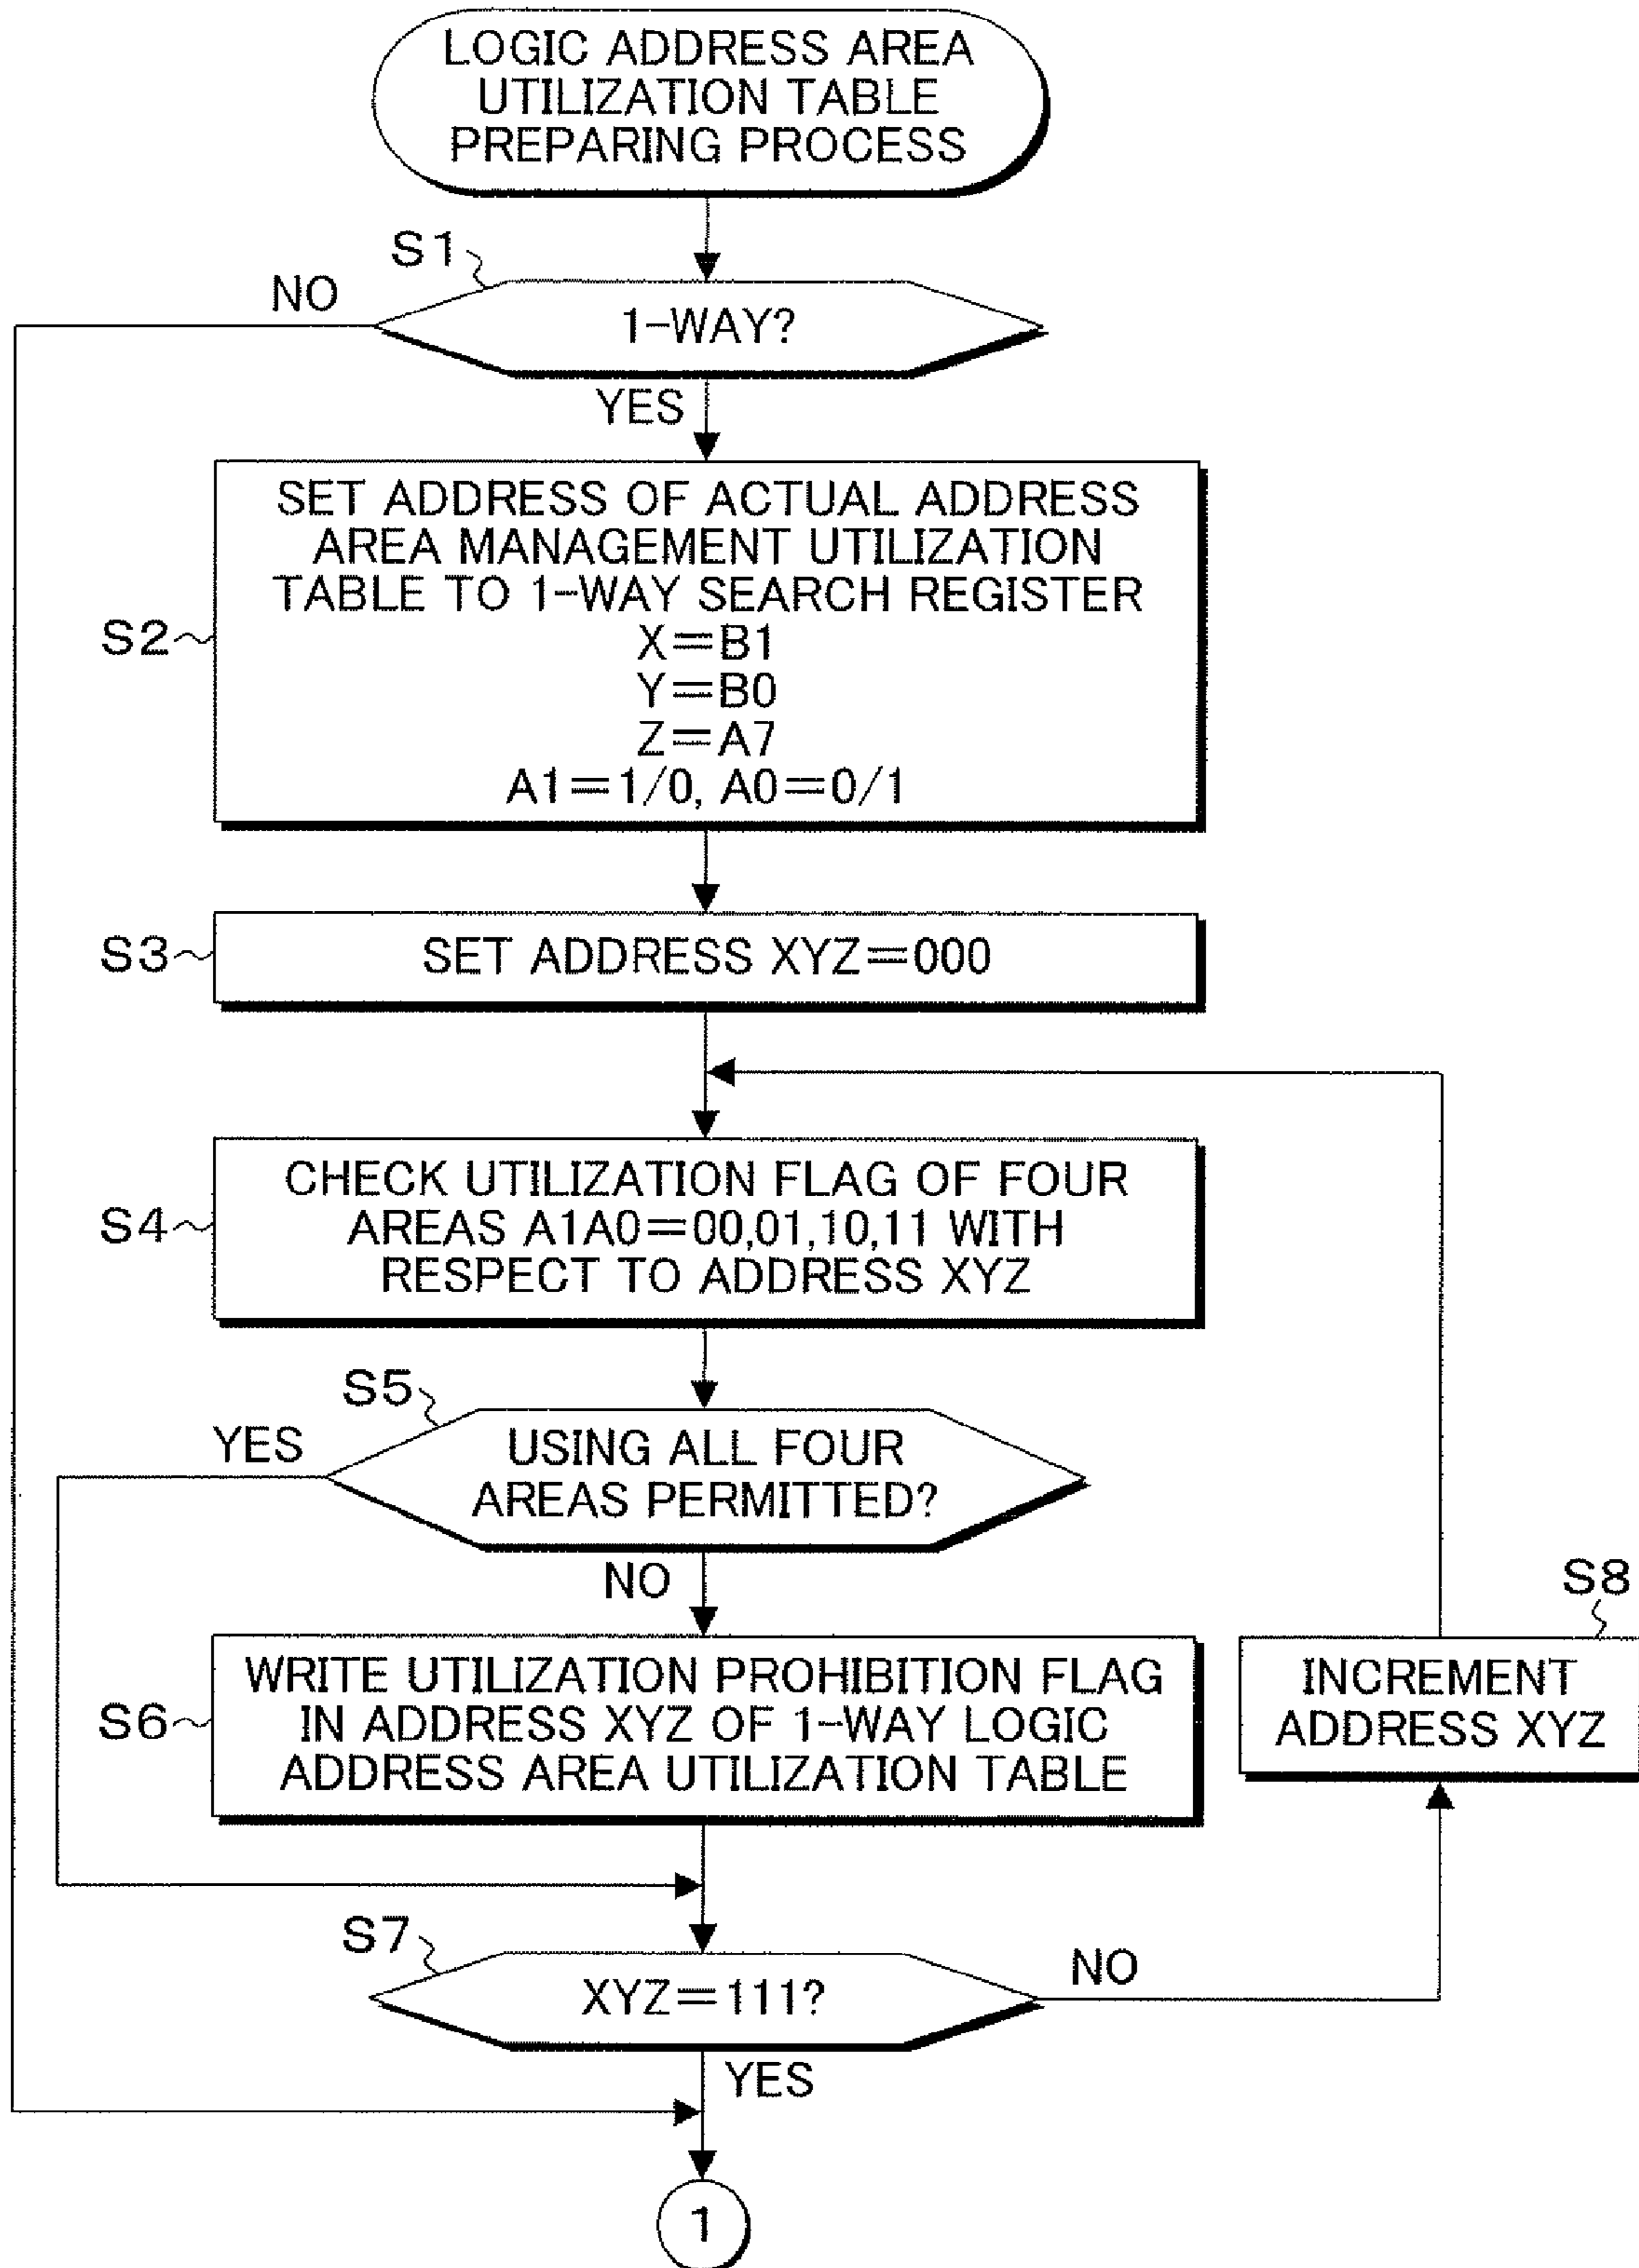 LOGIC ADDRESS AREA
UTILIZATION TABLE
PREPARING PROCESS
S1
NO
1-WAY?
YES
SET ADDRESS OF ACTUAL ADDRESS
AREA MANAGEMENT UTILIZATION
TABLE TO 1-WAY SEARCH REGISTER
S2
X=B1
Y=B0
Z=A7
A1=1/0, A0=0/1
S3
SET ADDRESS XYZ=000
CHECK UTILIZATION FLAG OF FOUR
S4
AREAS A1A0=00,01,10,11 WITH
RESPECT TO ADDRESS XYZ
S5
YES
USING ALL FOUR
AREAS PERMITTED?
NO
S8
WRITE UTILIZATION PROHIBITION FLAG
S6
IN ADDRESS XYZ OF 1-WAY LOGIC
ADDRESS AREA UTILIZATION TABLE
INCREMENT
ADDRESS XYZ
S7
XYZ=111?
NO
YES
1